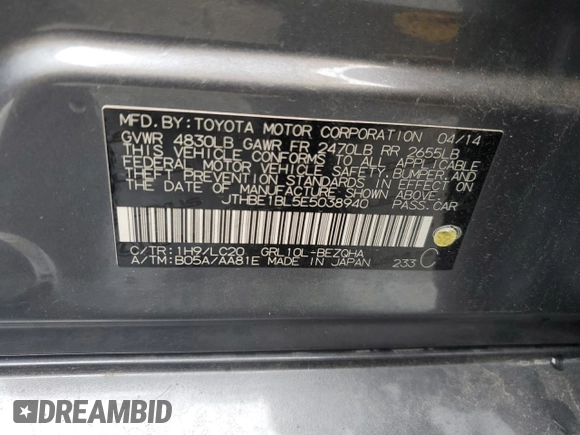 MFD. BY: TOYOTA MOTOR CORPORATION 04/14
GVWR 4830LB GAWR FR 2470LB RR 2655LB
THIS VEHICLE CONFORMS TO ALL APPLICABLE
FEDERAL MOTOR VEHICLE SAFETY, BUMPER, AND
THEFT PREVENTION STANDARDS IN EFFECT ON
THE DATE OF MANUFACTURE SHOWN ABOVE.
JTHBE1BL5E5038940 PASS. CAR
C/TR: 1H9/LC20 GRL10L-BEZQHA
A/TM: B05A/AA81E MADE IN JAPAN 233 C
DREAMBID